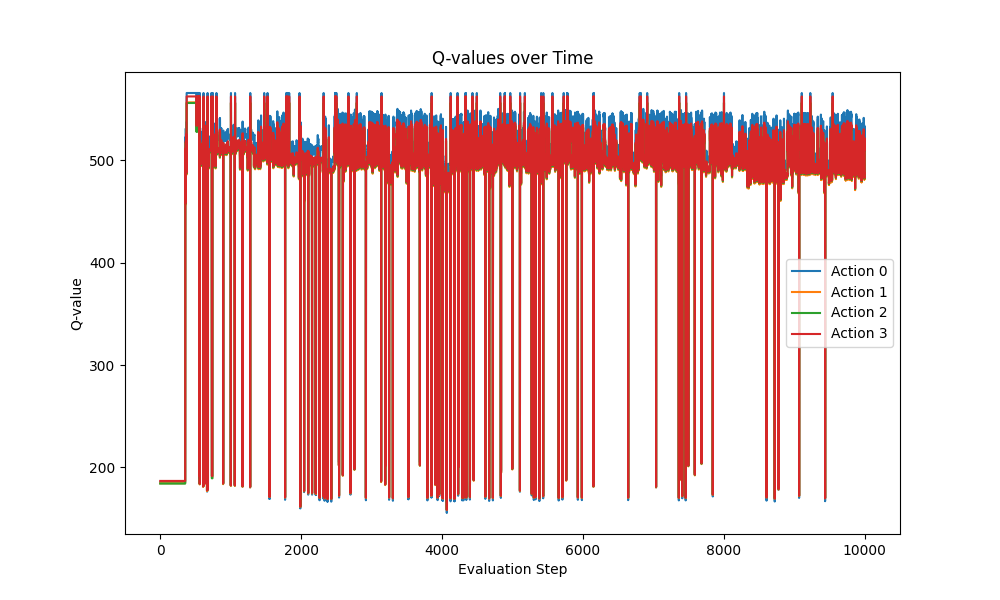 Q-values over Time
Q-value
500
400
300
200
0
2000
4000
6000
8000
10000
Evaluation Step
Action 0
Action 1
Action 2
Action 3